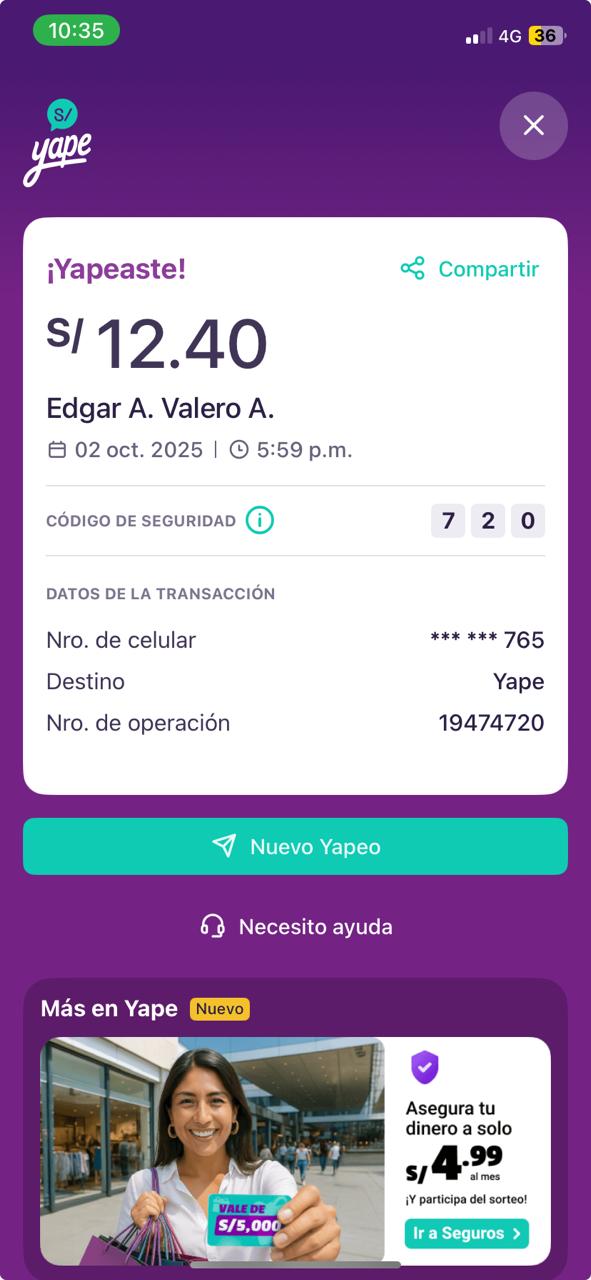 10:35
4G 36
S/
yape
¡Yapeaste!
Compartir
S/ 12.40
Edgar A. Valero A.
02 oct. 2025 | 5:59 p.m.
CÓDIGO DE SEGURIDAD
7 2 0
DATOS DE LA TRANSACCIÓN
Nro. de celular
*** *** 765
Destino
Yape
Nro. de operación
19474720
Nuevo Yapeo
Necesito ayuda
Más en Yape Nuevo
VALE DE
S/5,000
Asegura tu
dinero a solo
S/4.99
al mes
¡Y participa del sorteo!
Ir a Seguros